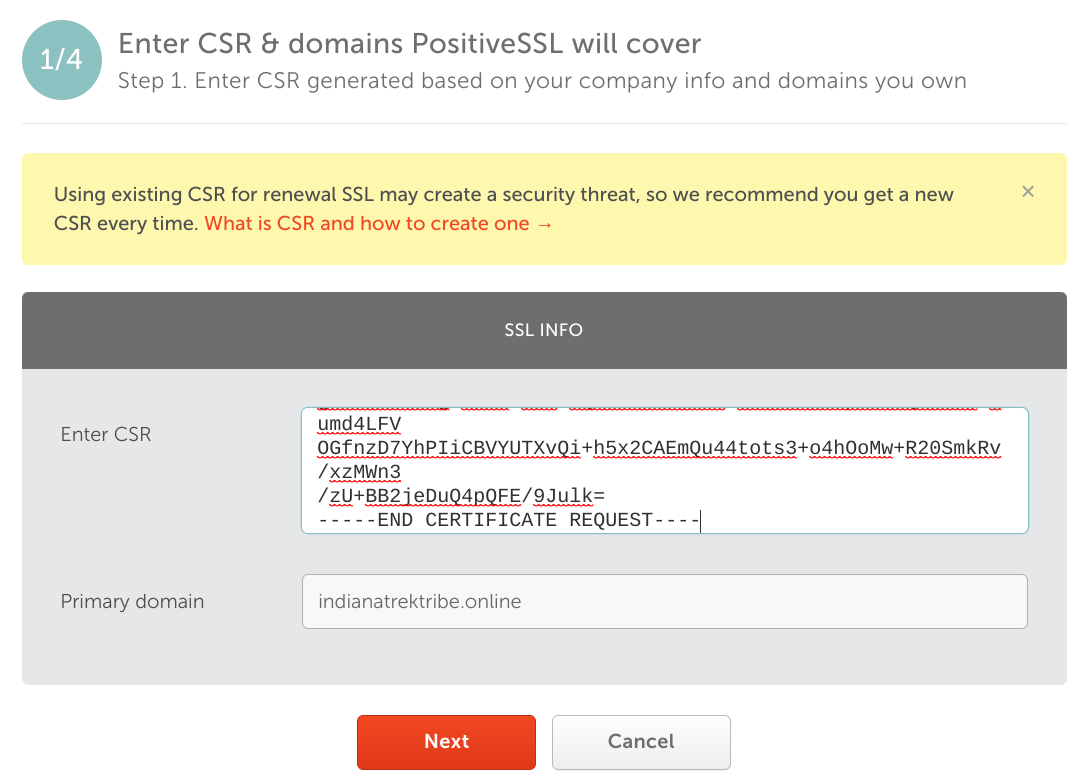 1/4
Enter CSR & domains PositiveSSL will cover
Step 1. Enter CSR generated based on your company info and domains you own
Using existing CSR for renewal SSL may create a security threat, so we recommend you get a new
CSR every time. What is CSR and how to create one →
×
SSL INFO
Enter CSR
umd4LFV
OGfnzD7YhPIiCBVYUTXvQi+h5x2CAEmQu44tots3+o4hOoMw+R20SmkRv
/xzMWn3
/zU+BB2jeDuQ4pQFE/9Julk=
-----END CERTIFICATE REQUEST----
Primary domain
indianatrektribe.online
Next
Cancel